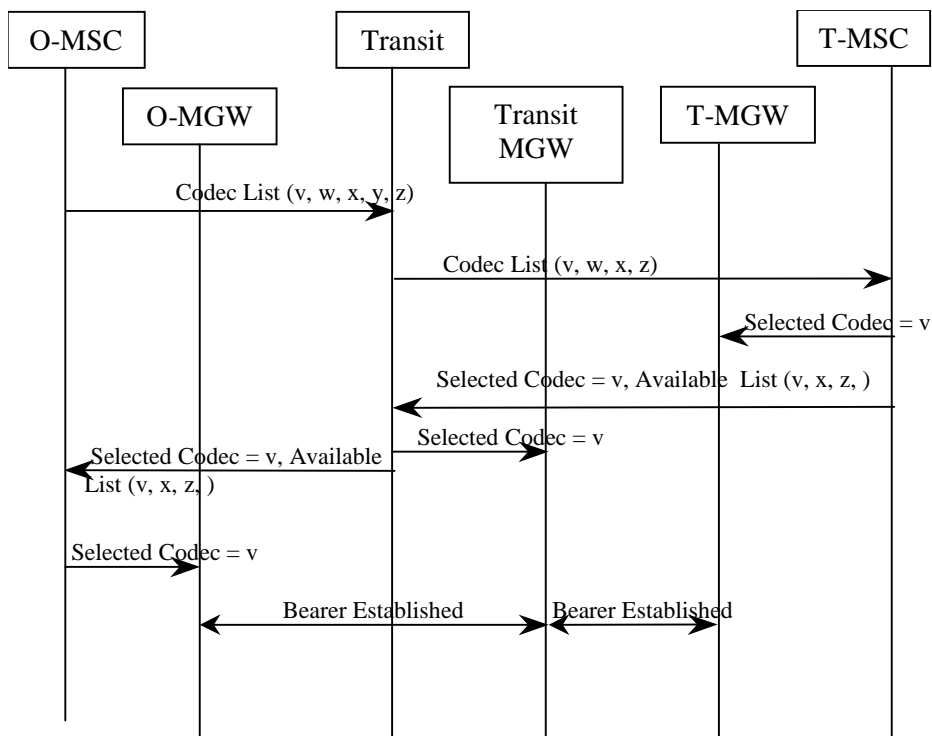 O-MSC
Transit
T-MSC
O-MGW
Transit
MGW
T-MGW
Codec List (v, w, x, y, z)
Codec List (v, w, x, z)
Selected Codec = v
Selected Codec = v, Available List (v, x, z, )
Selected Codec = v
Selected Codec = v, Available
List (v, x, z, )
Selected Codec = v
Bearer Established
Bearer Established